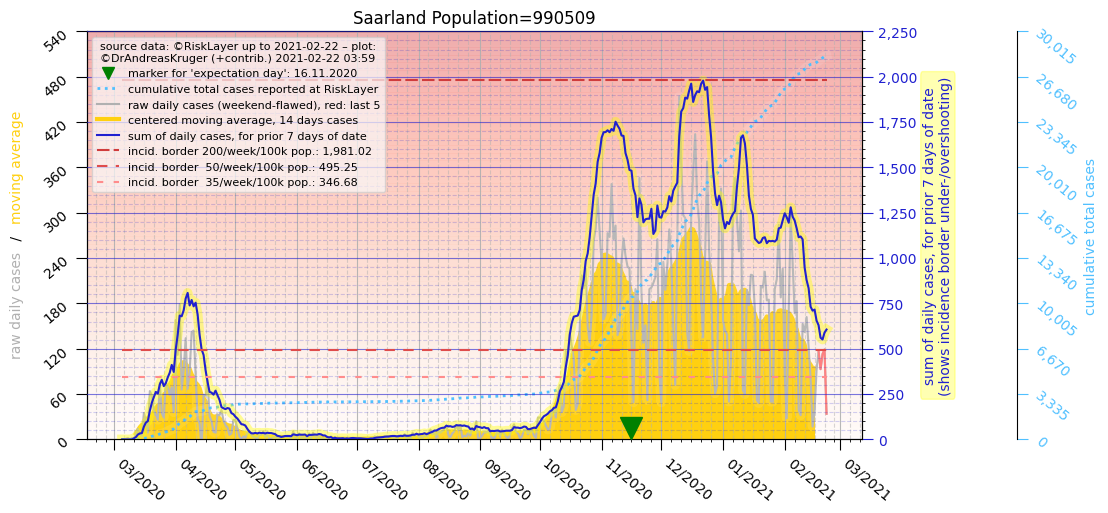 Saarland Population=990509
source data: ©RiskLayer up to 2021-02-22 – plot:
©DrAndreasKruger (+contrib.) 2021-02-22 03:59
marker for 'expectation day': 16.11.2020
cumulative total cases reported at RiskLayer
raw daily cases (weekend-flawed), red: last 5
centered moving average, 14 days cases
sum of daily cases, for prior 7 days of date
incid. border 200/week/100k pop.: 1,981.02
incid. border  50/week/100k pop.: 495.25
incid. border  35/week/100k pop.: 346.68
raw daily cases / moving average
540
480
420
360
300
240
180
120
60
0
03/2020
04/2020
05/2020
06/2020
07/2020
08/2020
09/2020
10/2020
11/2020
12/2020
01/2021
02/2021
03/2021
2,250
2,000
1,750
1,500
1,250
1,000
750
500
250
0
sum of daily cases, for prior 7 days of date
(shows incidence border under-/overshooting)
30,015
26,680
23,345
20,010
16,675
13,340
10,005
6,670
3,335
0
cumulative total cases